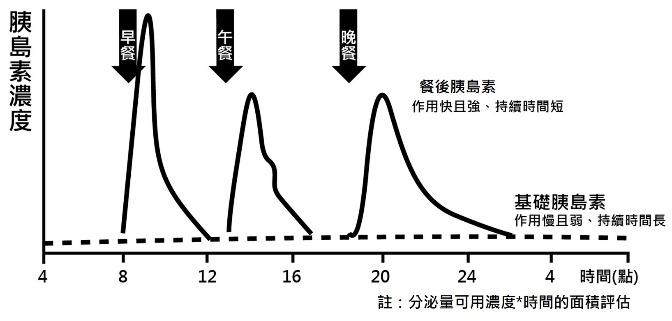 胰島素濃度
早餐
午餐
晚餐
餐後胰島素
作用快且強、持續時間短
基礎胰島素
作用慢且弱、持續時間長
4 8 12 16 20 24 4 時間(點)
註：分泌量可用濃度*時間的面積評估